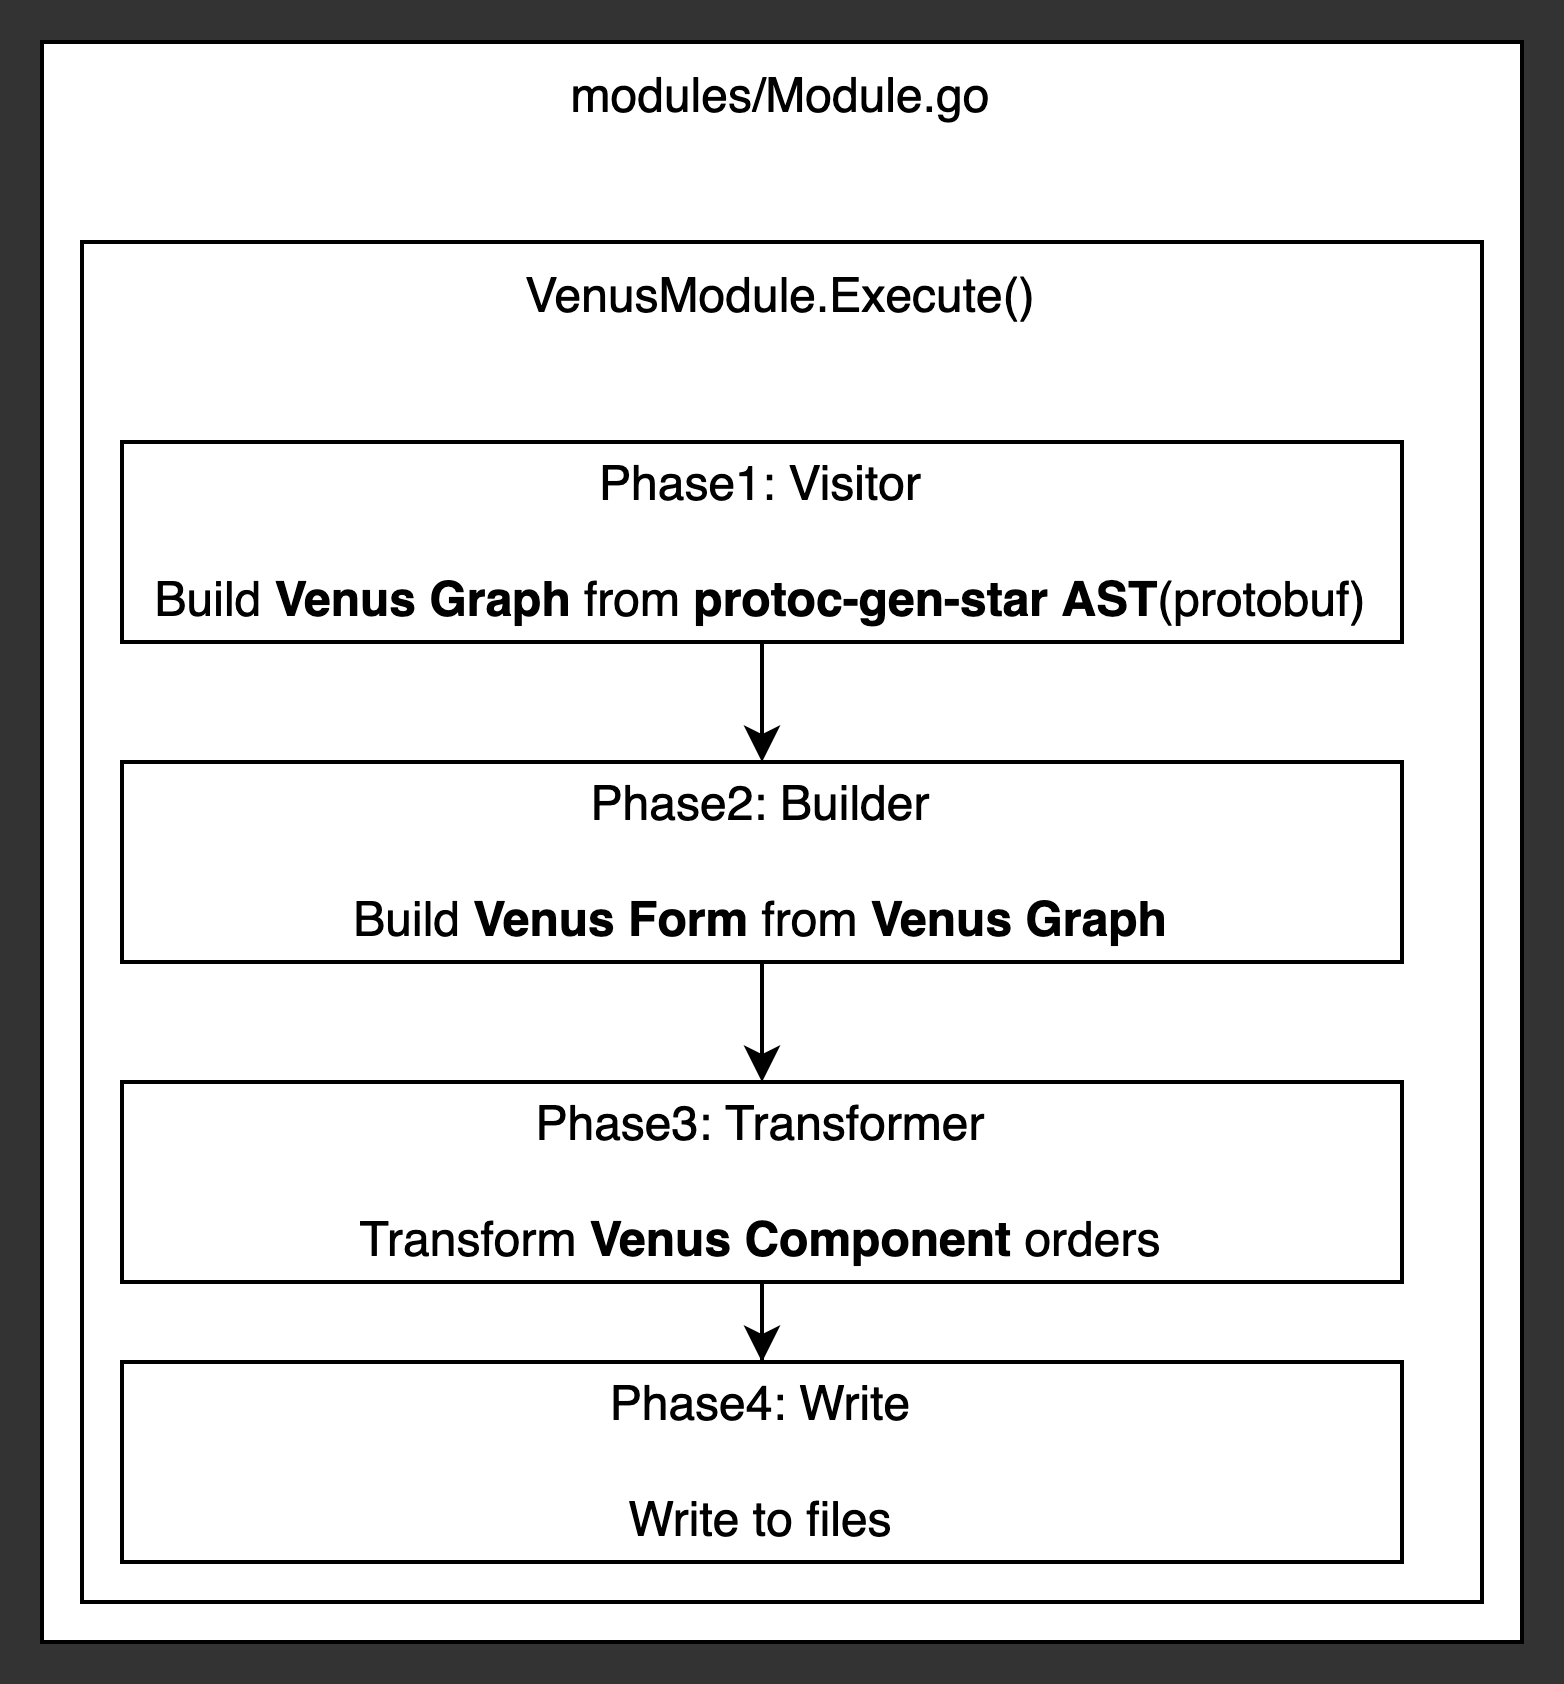 modules/Module.go
VenusModule.Execute()
Phase1: Visitor
Build Venus Graph from protoc-gen-star AST(protobuf)
Phase2: Builder
Build Venus Form from Venus Graph
Phase3: Transformer
Transform Venus Component orders
Phase4: Write
Write to files